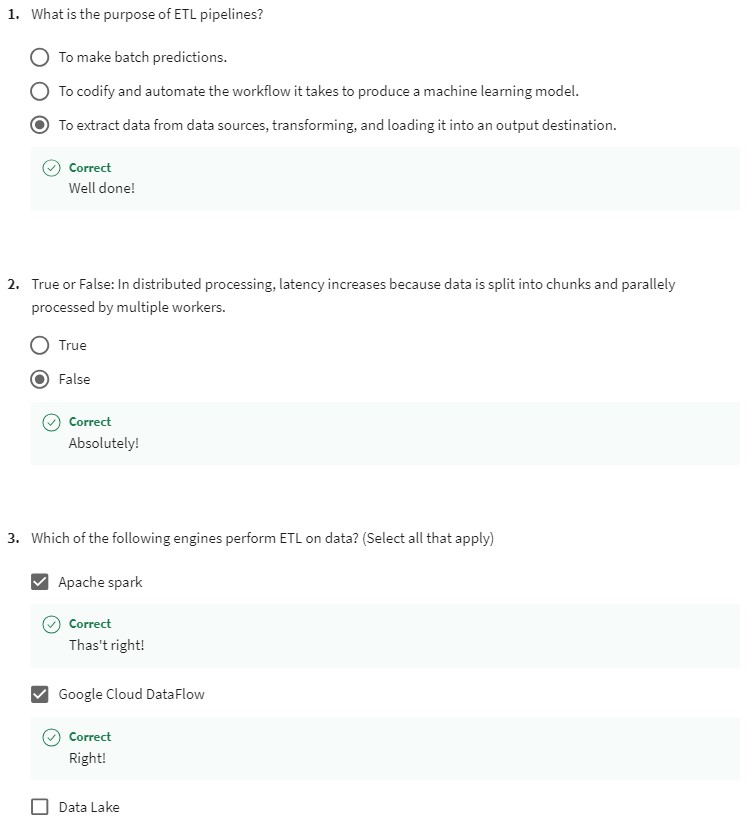 1. What is the purpose of ETL pipelines?
To make batch predictions.
To codify and automate the workflow it takes to produce a machine learning model.
To extract data from data sources, transforming, and loading it into an output destination.
Correct
Well done!
2. True or False: In distributed processing, latency increases because data is split into chunks and parallely
processed by multiple workers.
True
False
Correct
Absolutely!
3. Which of the following engines perform ETL on data? (Select all that apply)
Apache spark
Correct
Thas't right!
Google Cloud DataFlow
Correct
Right!
Data Lake